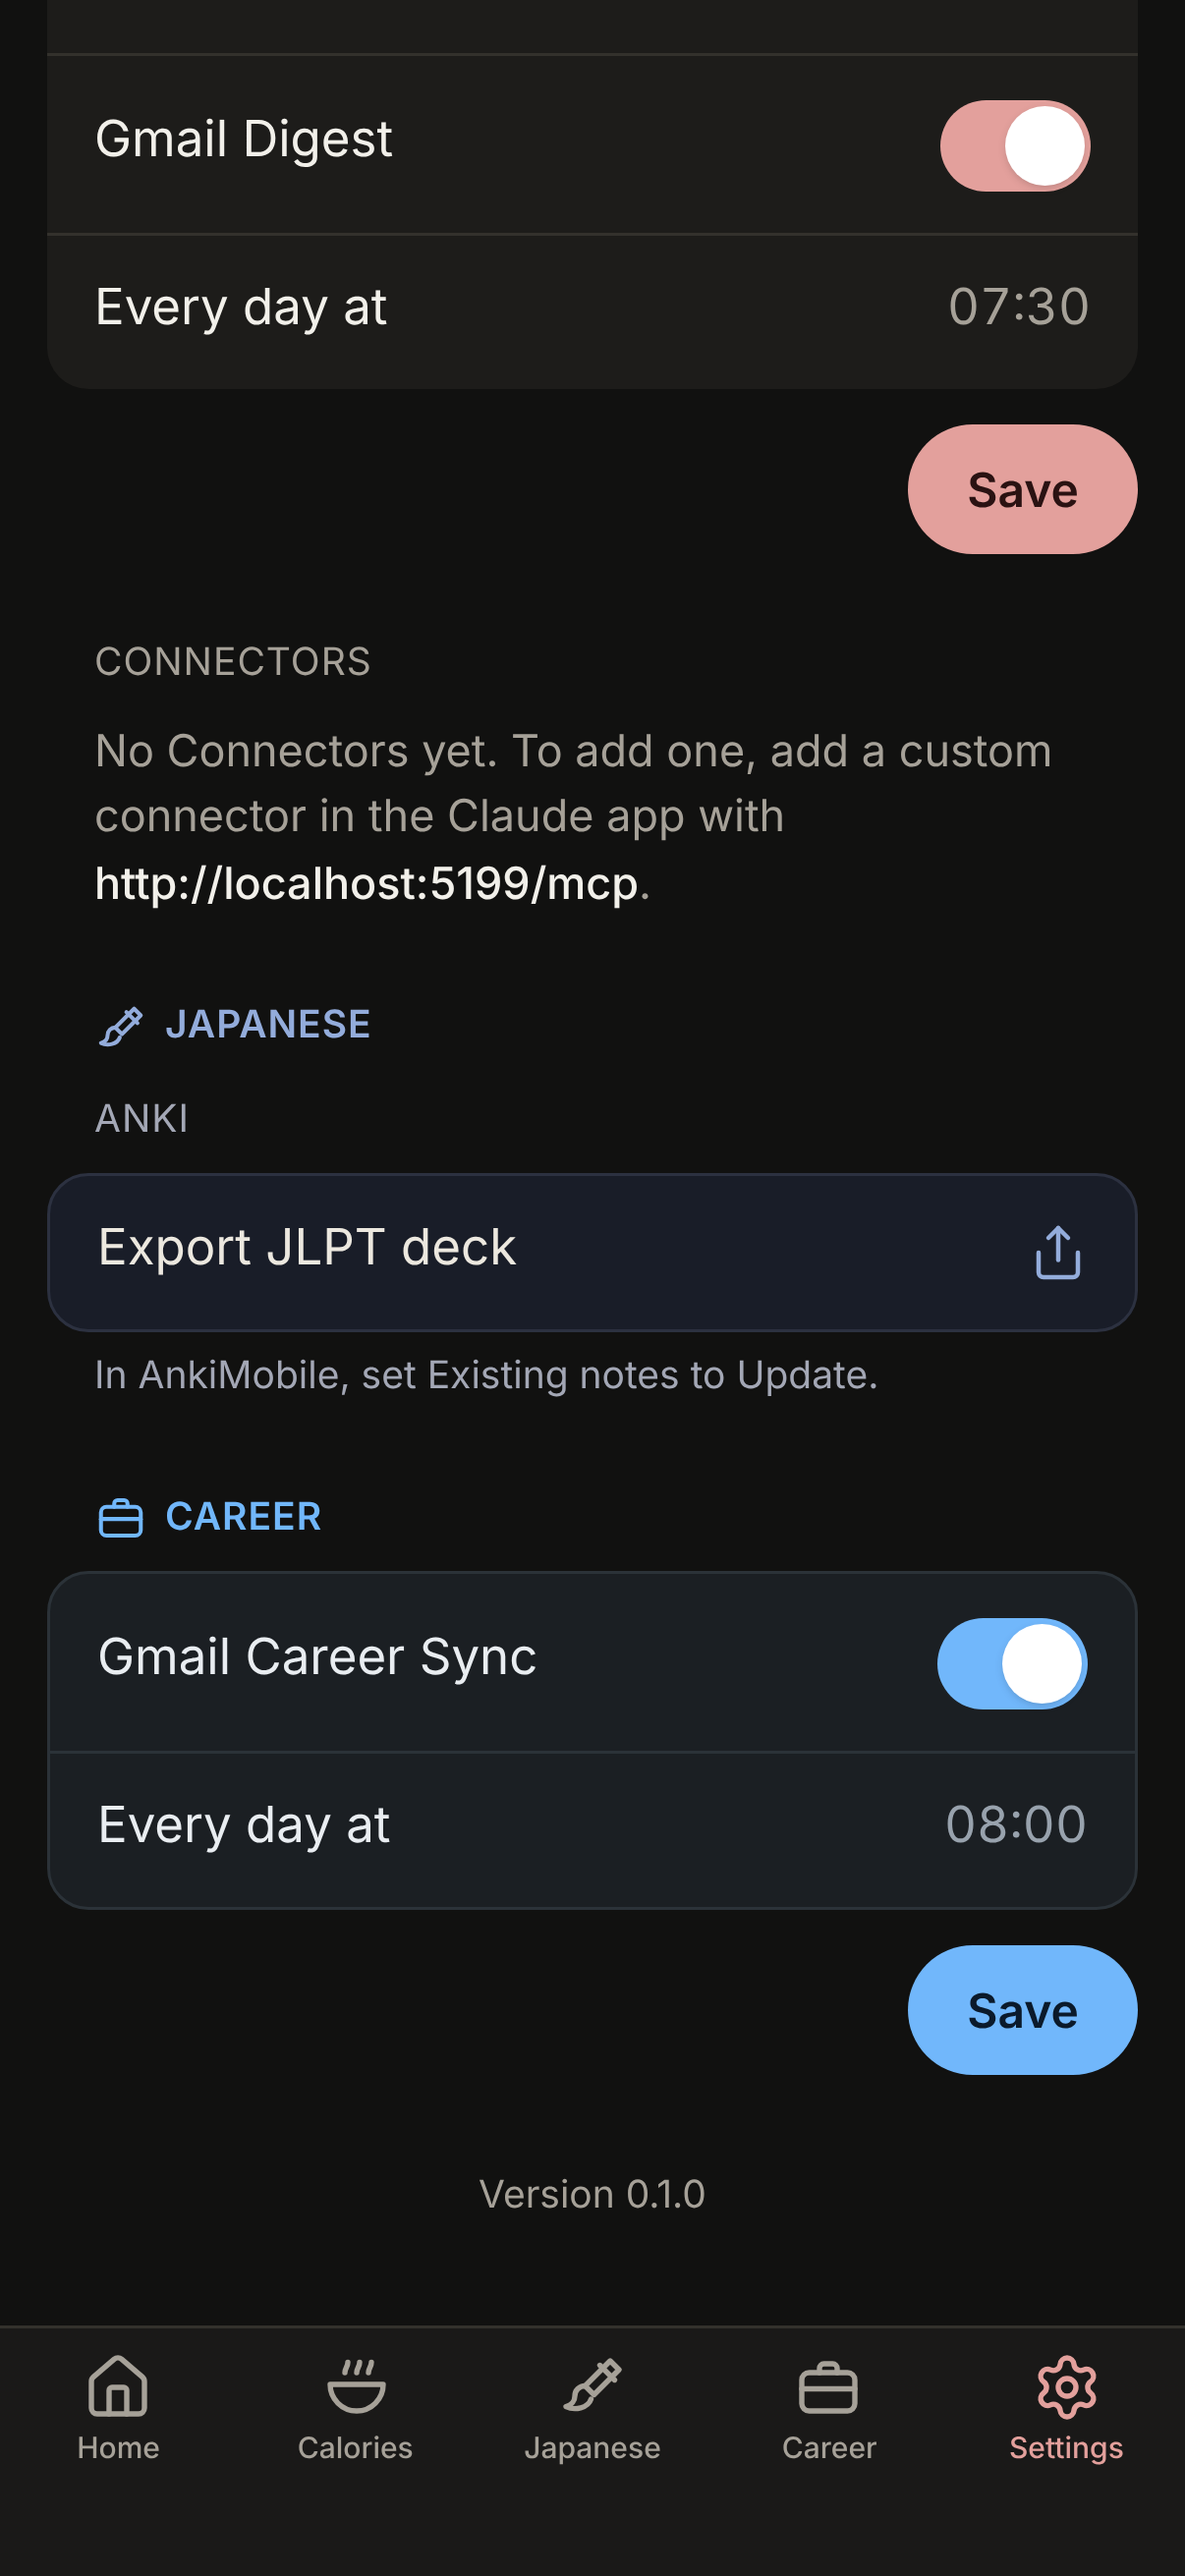 Gmail Digest
Every day at 07:30
Save
CONNECTORS
No Connectors yet. To add one, add a custom
connector in the Claude app with
http://localhost:5199/mcp.
JAPANESE
ANKI
Export JLPT deck
In AnkiMobile, set Existing notes to Update.
CAREER
Gmail Career Sync
Every day at 08:00
Save
Version 0.1.0
Home Calories Japanese Career Settings